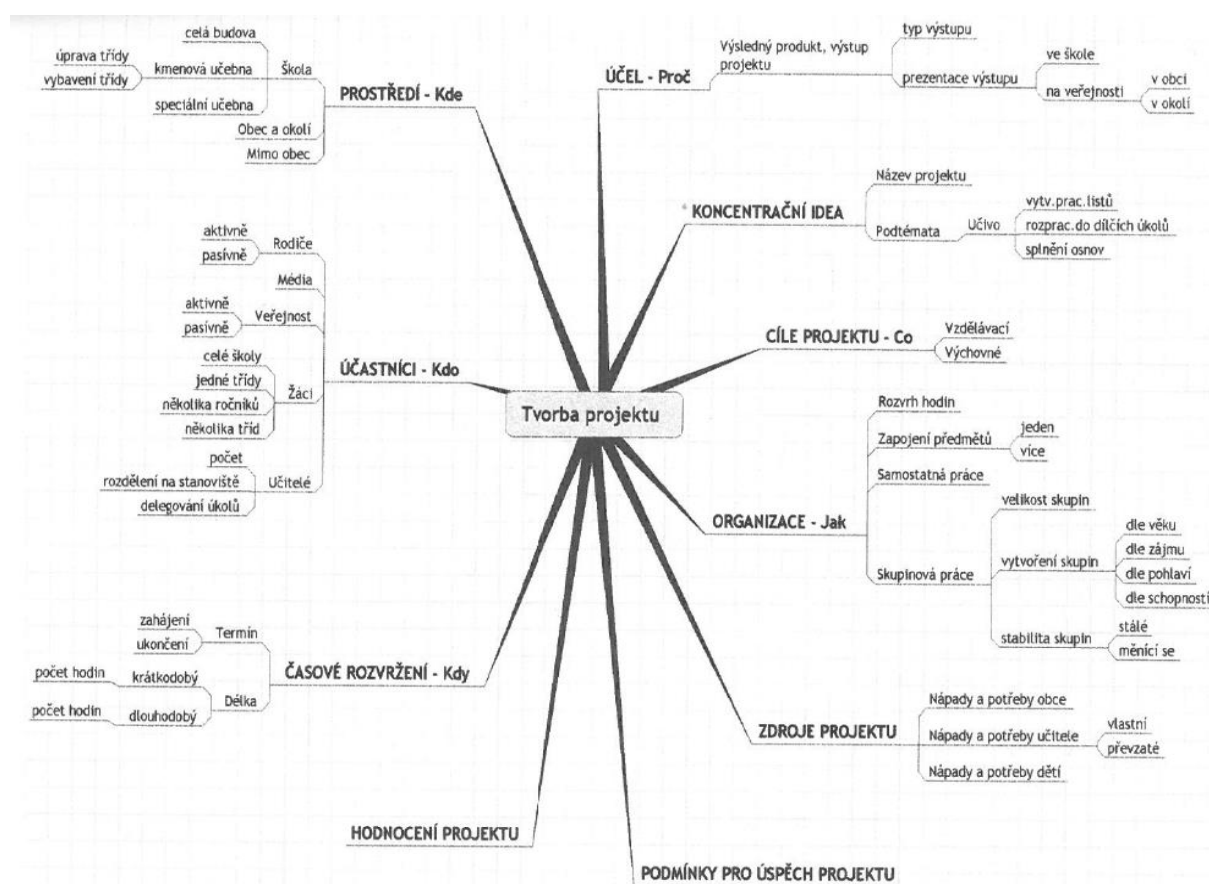 Tvorba projektu
ÚČEL - Proč
Výsledný produkt, výstup
projektu
typ výstupu
prezentace výstupu
ve škole
na veřejnosti
v obci
v okolí
KONCENTRAČNÍ IDEA
Název projektu
Podtémata
Učivo
vytv.prac.listů
rozprac.do dílčích úkolů
splnění osnov
CÍLE PROJEKTU - Co
Vzdělávací
Výchovné
ORGANIZACE - Jak
Rozvrh hodin
Zapojení předmětů
jeden
více
Samostatná práce
Skupinová práce
velikost skupin
vytvoření skupin
dle věku
dle zájmu
dle pohlaví
dle schopností
stabilita skupin
stálé
měnící se
ZDROJE PROJEKTU
Nápady a potřeby obce
Nápady a potřeby učitele
vlastní
převzaté
Nápady a potřeby dětí
PODMÍNKY PRO ÚSPĚCH PROJEKTU
HODNOCENÍ PROJEKTU
PROSTŘEDÍ - Kde
Škola
celá budova
kmenová učebna
úprava třídy
vybavení třídy
speciální učebna
Obec a okolí
Mimo obec
ÚČASTNÍCI - Kdo
Rodiče
aktivně
pasívně
Média
Veřejnost
aktivně
pasívně
Žáci
celé školy
jedné třídy
několika ročníků
několika tříd
Učitelé
počet
rozdělení na stanoviště
delegování úkolů
ČASOVÉ ROZVRŽENÍ - Kdy
Termín
zahájení
ukončení
Délka
krátkodobý
počet hodin
dlouhodobý
počet hodin